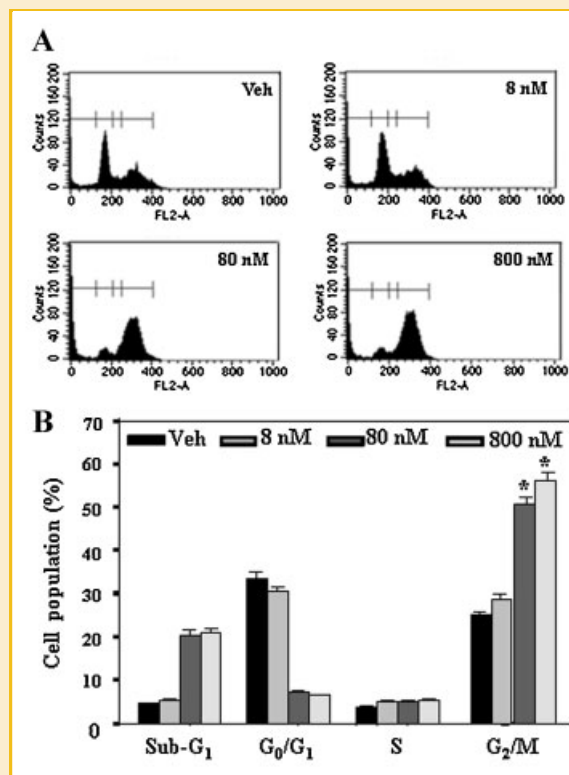 A
Veh
Counts
0 40 80 120 160 200
0 200 400 600 800 1000
FL2-A
8 nM
Counts
0 40 80 120 160 200
0 200 400 600 800 1000
FL2-A
80 nM
Counts
0 40 80 120 160 200
0 200 400 600 800 1000
FL2-A
800 nM
Counts
0 40 80 120 160 200
0 200 400 600 800 1000
FL2-A
B
Veh 8 nM 80 nM 800 nM
Cell population (%)
70
60
50
40
30
20
10
0
* *
Sub-G₁ G₀/G₁ S G₂/M